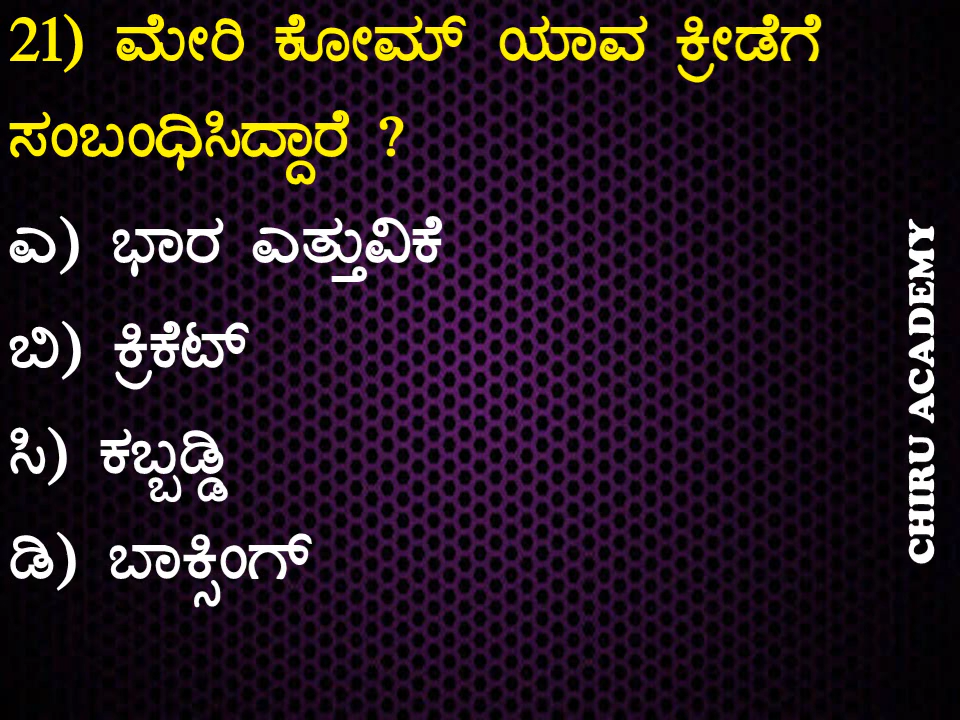 21) ಮೇರಿ ಕೋಮ್ ಯಾವ ಕ್ರೀಡೆಗೆ
ಸಂಬಂಧಿಸಿದ್ದಾರೆ ?
ಎ) ಭಾರ ಎತ್ತುವಿಕೆ
ಬಿ) ಕ್ರಿಕೆಟ್
ಸಿ) ಕಬ್ಬಡ್ಡಿ
ಡಿ) ಬಾಕ್ಸಿಂಗ್
CHIRU ACADEMY